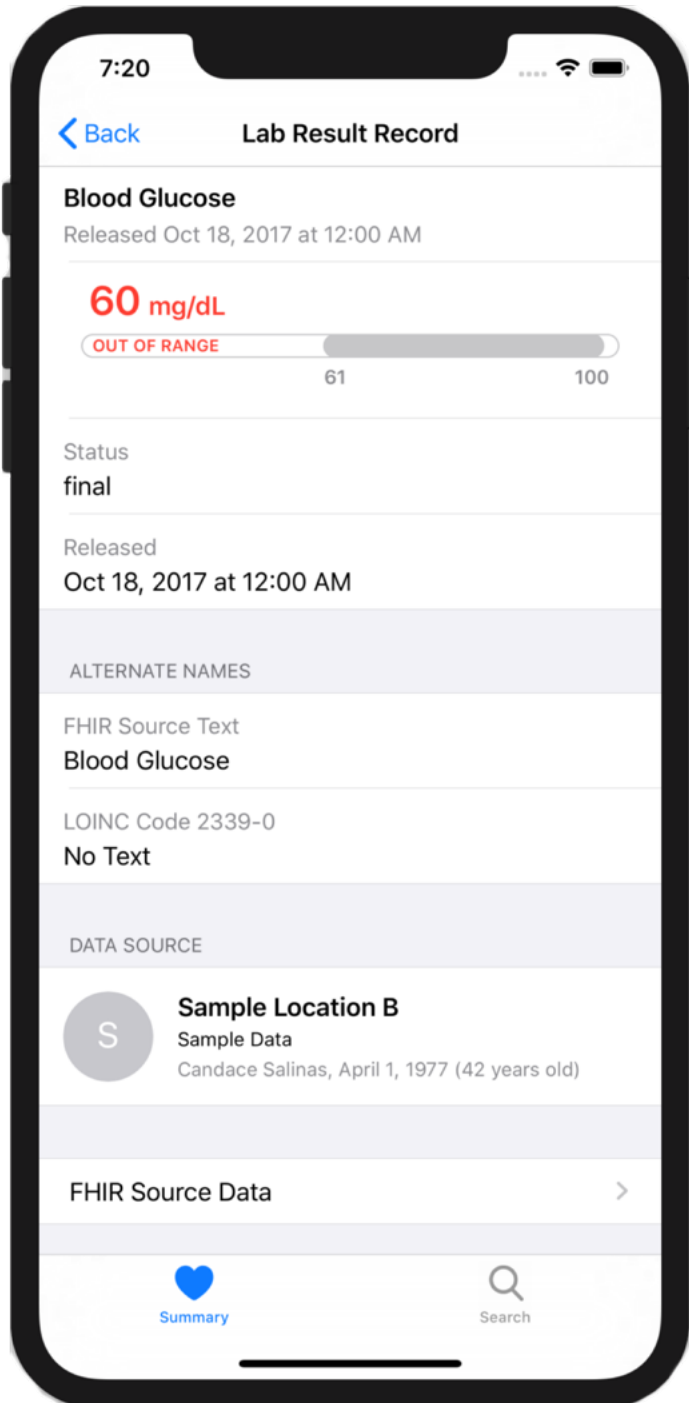 7:20
Back
Lab Result Record
Blood Glucose
Released Oct 18, 2017 at 12:00 AM
60 mg/dL
OUT OF RANGE
61
100
Status
final
Released
Oct 18, 2017 at 12:00 AM
ALTERNATE NAMES
FHIR Source Text
Blood Glucose
LOINC Code 2339-0
No Text
DATA SOURCE
S
Sample Location B
Sample Data
Candace Salinas, April 1, 1977 (42 years old)
FHIR Source Data
Summary
Search